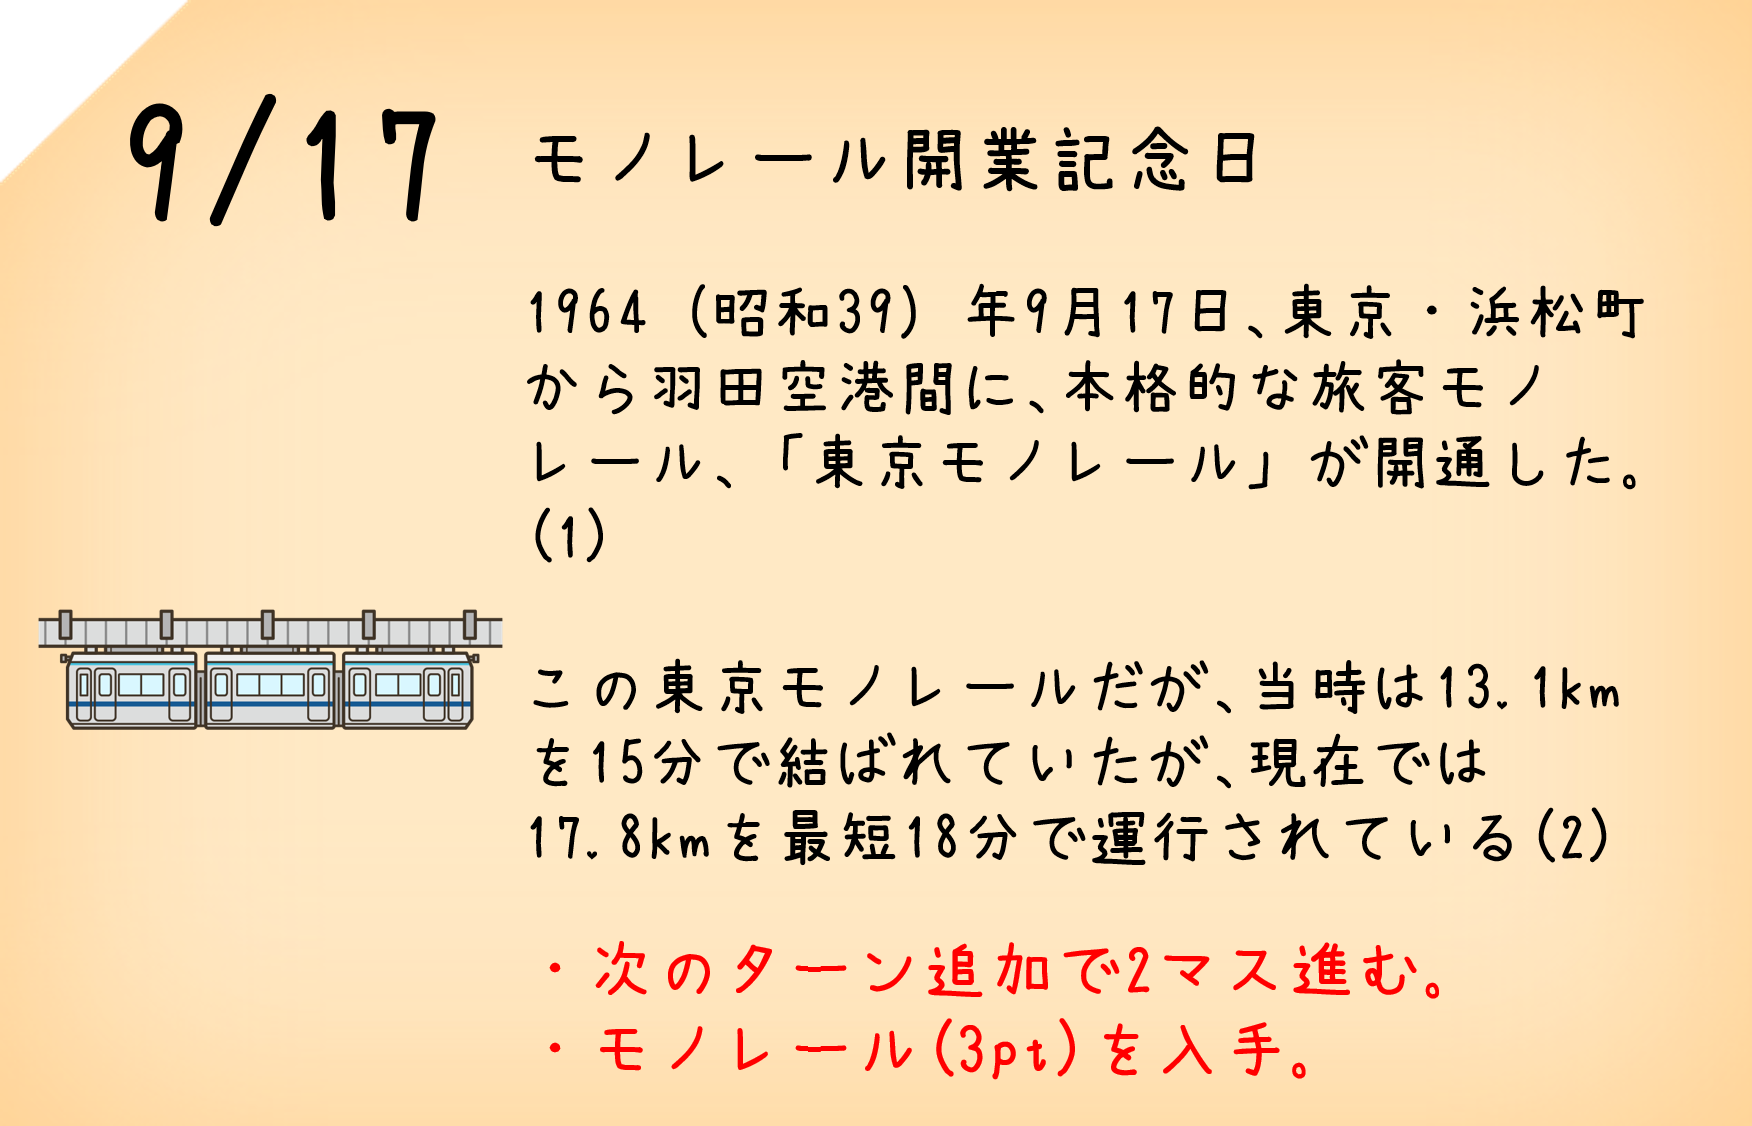 9/17
モノレール開業記念日
1964 (昭和39) 年9月17日、東京・浜松町
から羽田空港間に、本格的な旅客モノ
レール、「東京モノレール」が開通した。
(1)
この東京モノレールだが、当時は13.1km
を15分で結ばれていたが、現在では
17.8kmを最短18分で運行されている(2)
・次のターン追加で2マス進む。
・モノレール(3pt)を入手。